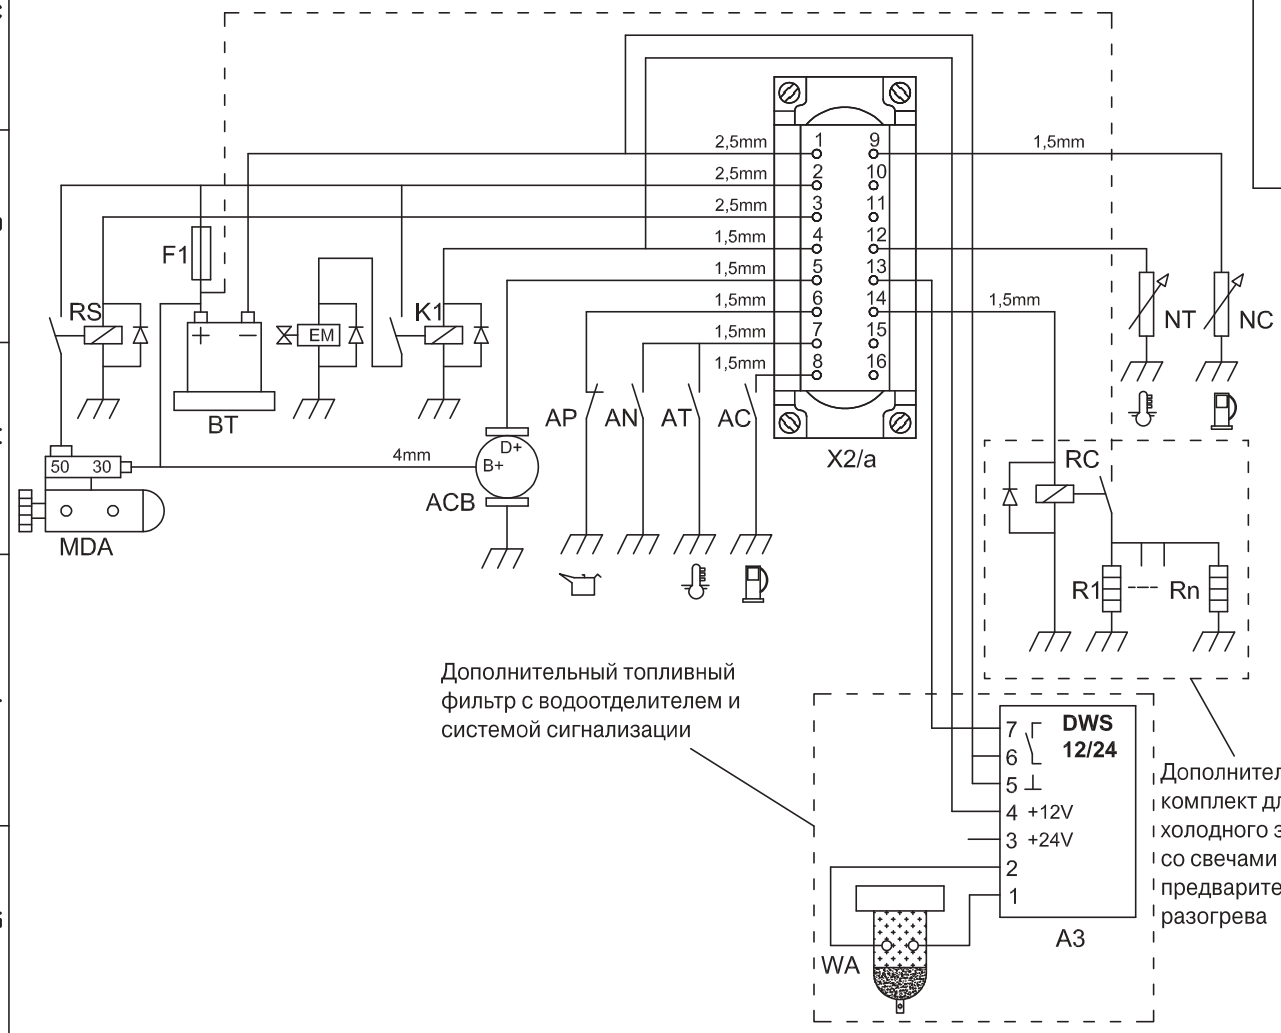 2,5mm
2,5mm
2,5mm
1,5mm
1,5mm
1,5mm
1,5mm
1,5mm
1
2
3
4
5
6
7
8
9
10
11
12
13
14
15
16
1,5mm
1,5mm
X2/a
F1
RS
+ −
BT
EM
K1
NT
NC
AP
AN
AT
AC
50 30
MDA
4mm
D+
B+
ACB
RC
R1
Rn
Дополнительный топливный
фильтр с водоотделителем и
системой сигнализации
DWS
12/24
7
6
5
4 +12V
3 +24V
2
1
A3
WA
комплект
холодного
со свечами
разогрева